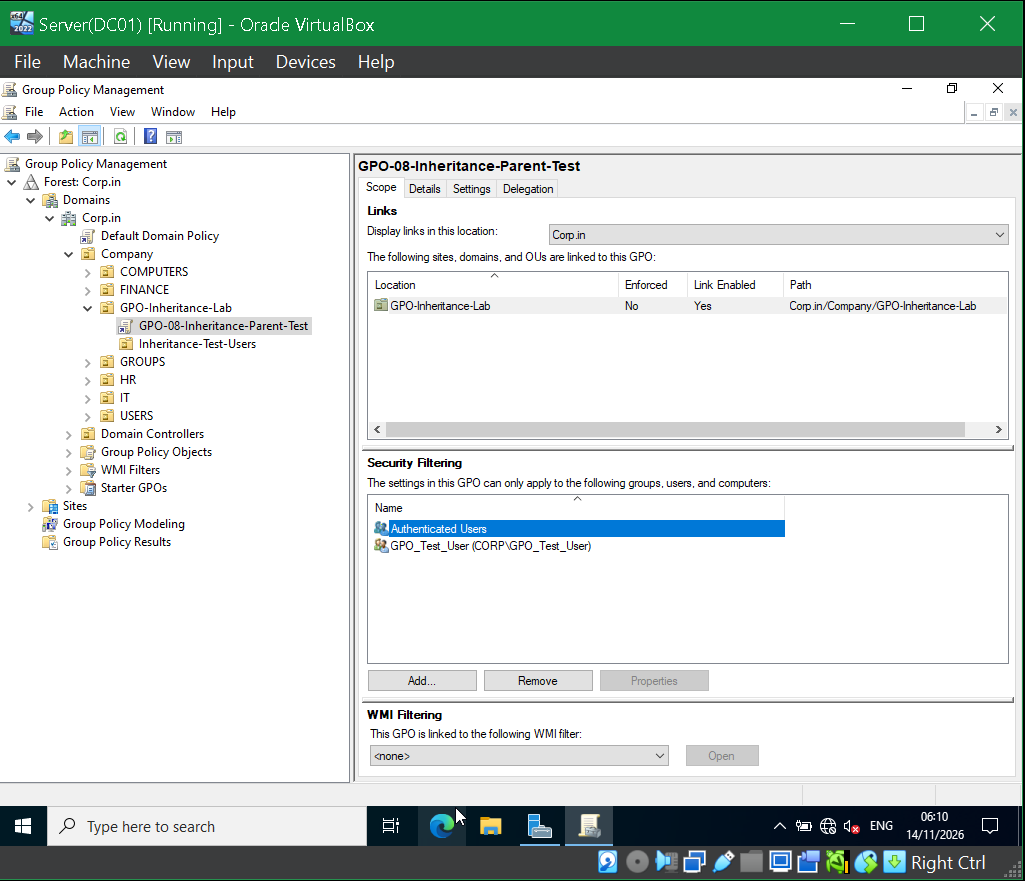 Server(DC01) [Running] - Oracle VirtualBox
File Machine View Input Devices Help
Group Policy Management
File Action View Window Help
Group Policy Management
Forest: Corp.in
Domains
Corp.in
Default Domain Policy
Company
COMPUTERS
FINANCE
GPO-Inheritance-Lab
GPO-08-Inheritance-Parent-Test
Inheritance-Test-Users
GROUPS
HR
IT
USERS
Domain Controllers
Group Policy Objects
WMI Filters
Starter GPOs
Sites
Group Policy Modeling
Group Policy Results
GPO-08-Inheritance-Parent-Test
Scope Details Settings Delegation
Links
Display links in this location: Corp.in
The following sites, domains, and OUs are linked to this GPO:
Location Enforced Link Enabled Path
GPO-Inheritance-Lab No Yes Corp.in/Company/GPO-Inheritance-Lab
Security Filtering
The settings in this GPO can only apply to the following groups, users, and computers:
Name
Authenticated Users
GPO_Test_User (CORP\GPO_Test_User)
Add... Remove Properties
WMI Filtering
This GPO is linked to the following WMI filter:
<none> Open
Type here to search
ENG
06:10
14/11/2026
Right Ctrl